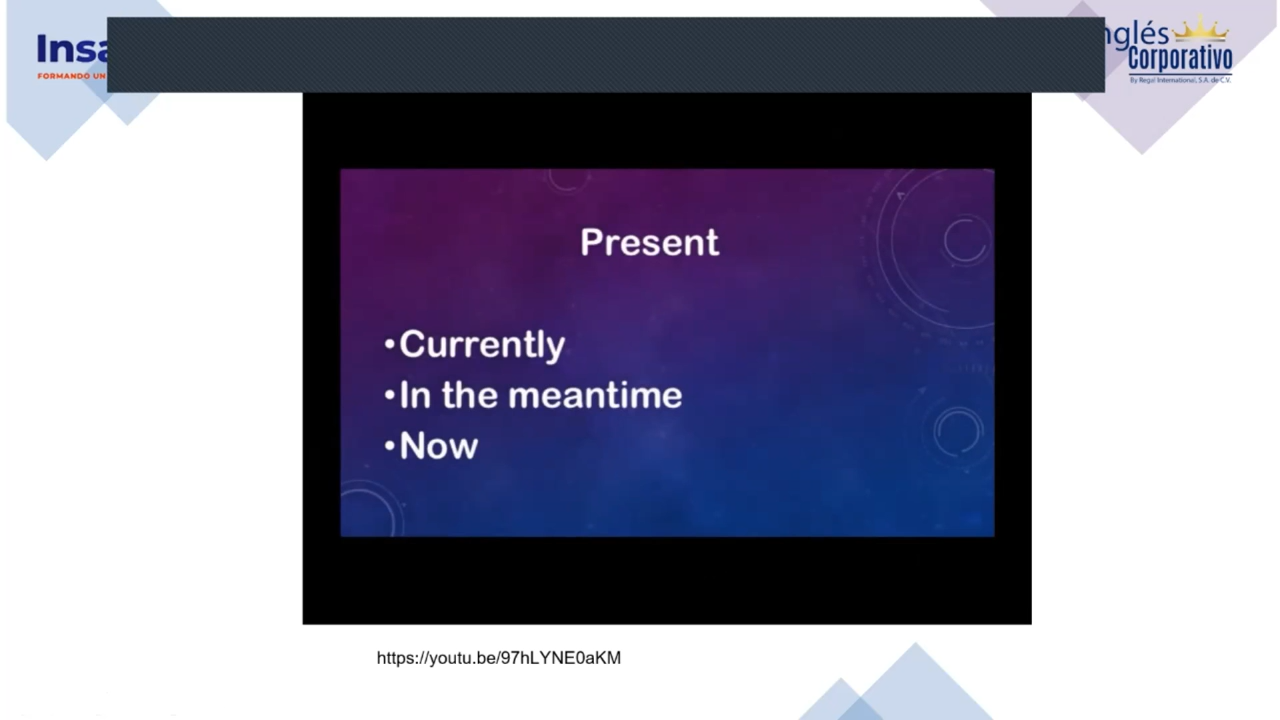 Insa
FORMANDO UN
nglés
Corporativo
By Regal International, S.A. de C.V.
Present
•Currently
•In the meantime
•Now
https://youtu.be/97hLYNE0aKM